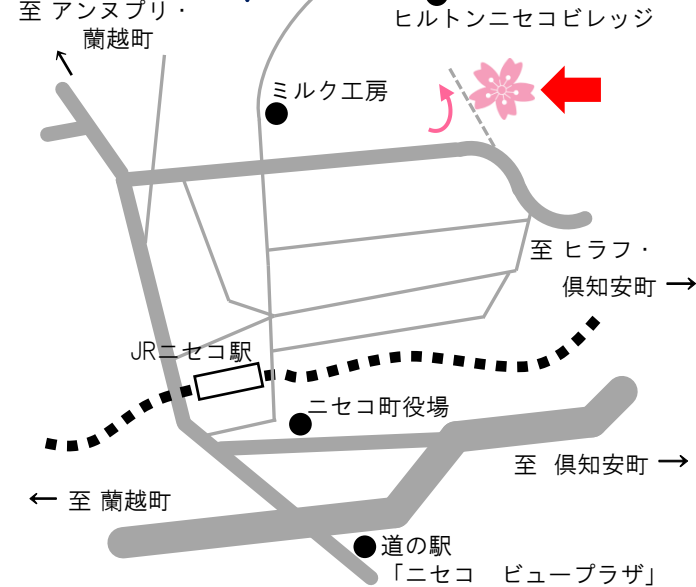 至 アンヌプリ・
蘭越町
ヒルトンニセコビレッジ
ミルク工房
至 ヒラフ・
倶知安町
JRニセコ駅
ニセコ町役場
至 倶知安町
至 蘭越町
道の駅
「ニセコ ビュープラザ」